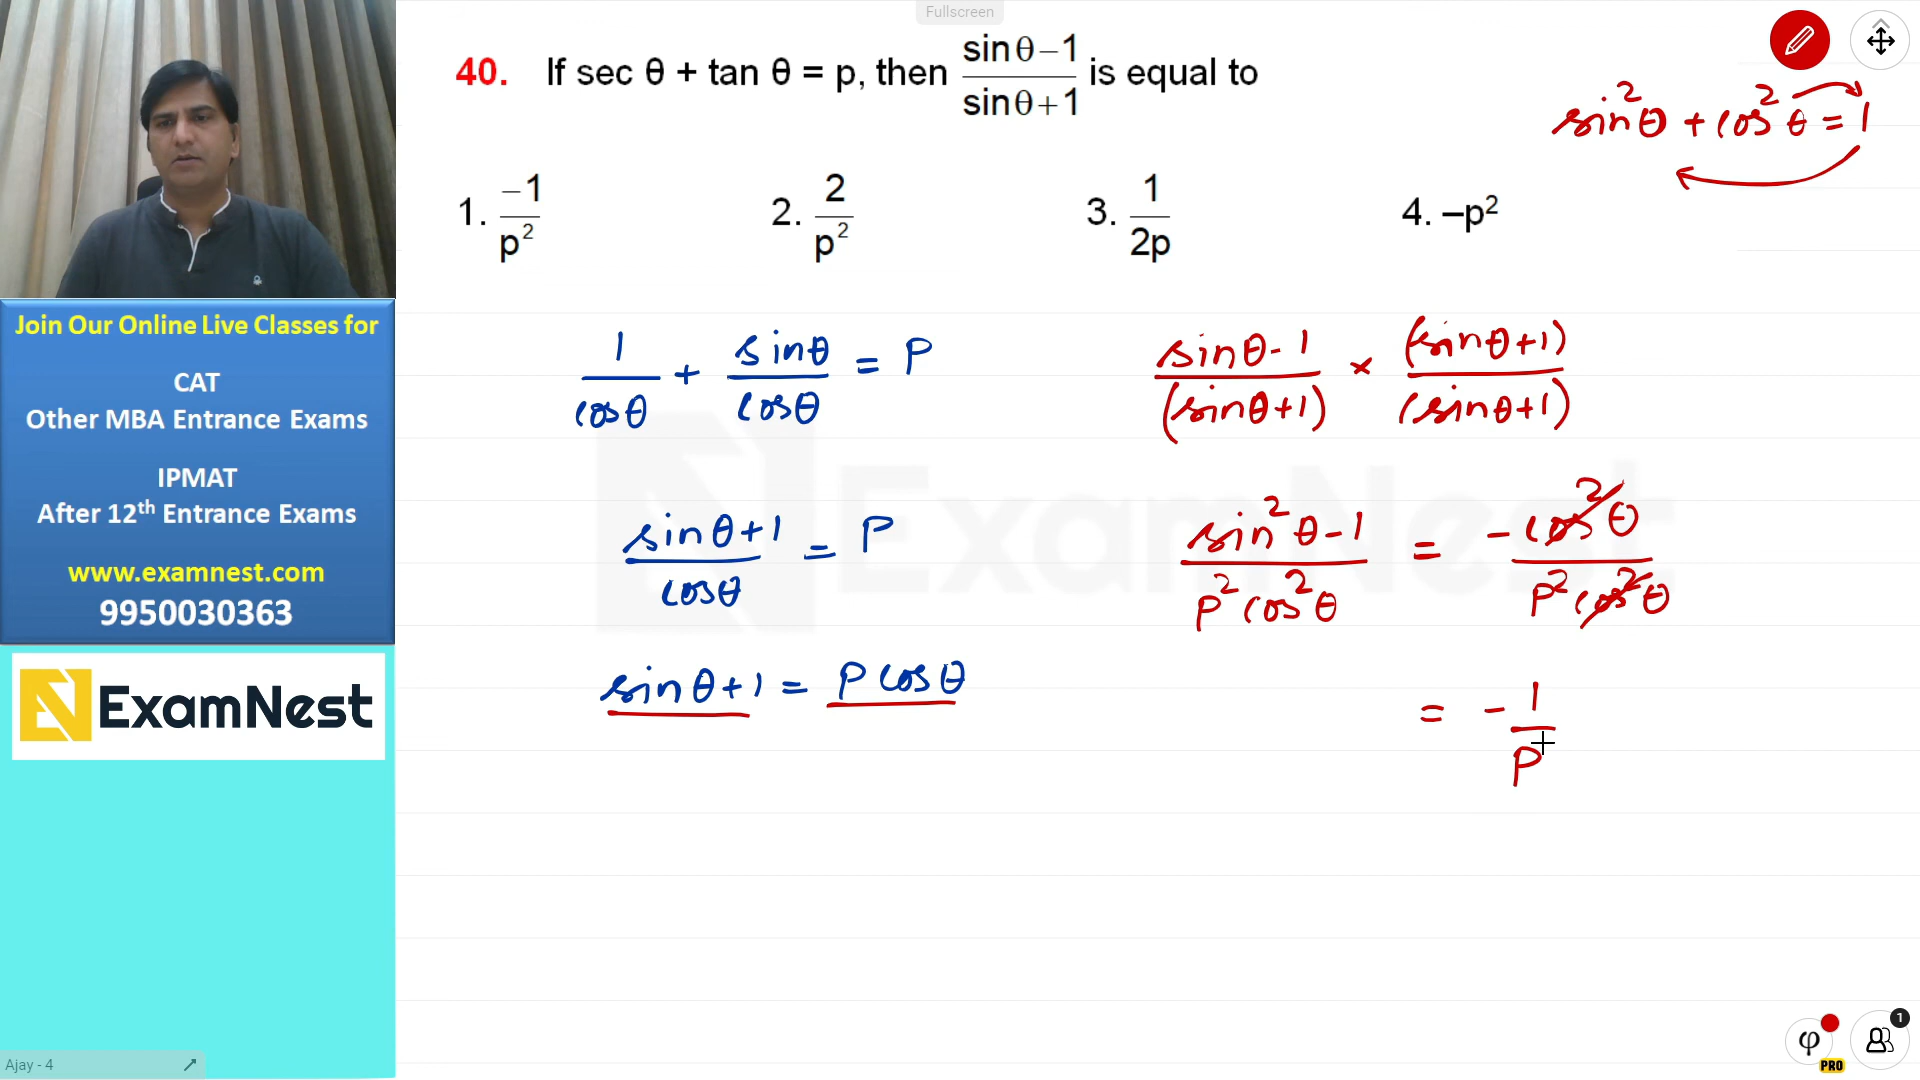 Fullscreen
40. If sec θ + tan θ = p, then (sinθ−1)/(sinθ+1) is equal to
1. −1/p² 2. 2/p² 3. 1/2p 4. –p²
sin²θ + cos²θ = 1
Join Our Online Live Classes for
CAT
Other MBA Entrance Exams
IPMAT
After 12th Entrance Exams
www.examnest.com
9950030363
ExamNest
1/cosθ + sinθ/cosθ = P
(sinθ+1)/cosθ = P
sinθ+1 = P cosθ
(sinθ-1)/(sinθ+1) × (sinθ+1)/(sinθ+1)
(sin²θ-1)/(P²cos²θ) = -cos²θ/(P²cos²θ)
= -1/P
ExamNest
Ajay - 4
φ
PRO
1